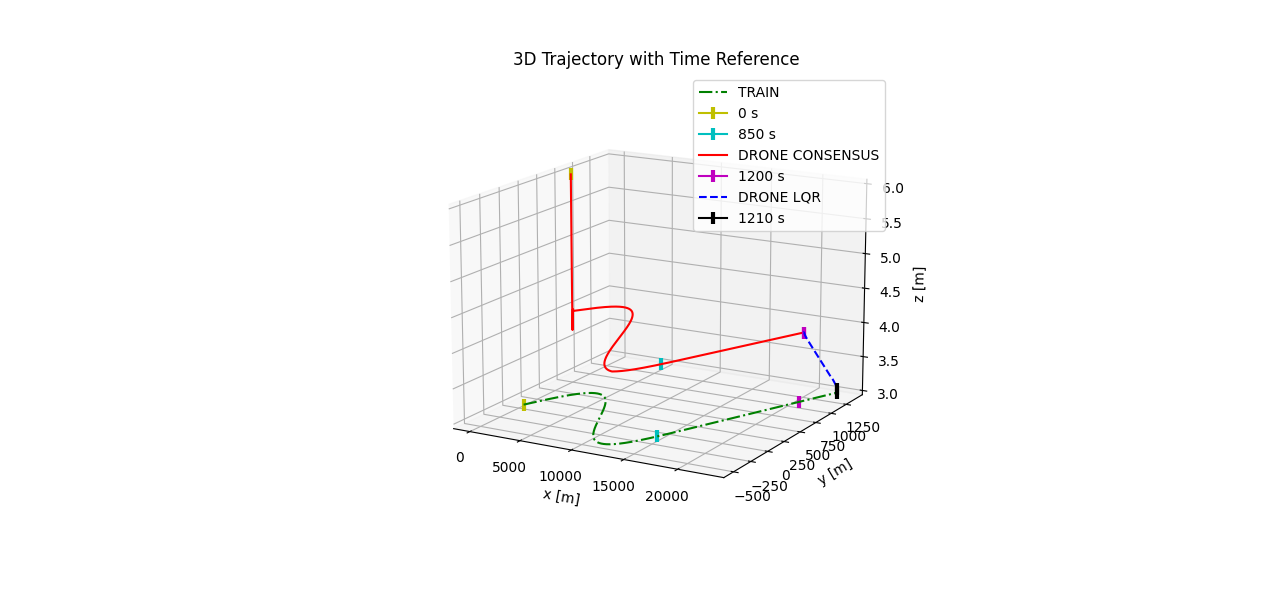 3D Trajectory with Time Reference
TRAIN
0 s
850 s
DRONE CONSENSUS
1200 s
DRONE LQR
1210 s
6.0
5.5
5.0
4.5
4.0
3.5
3.0
z [m]
1250
1000
750
500
250
0
−250
−500
y [m]
0
5000
10000
15000
20000
x [m]